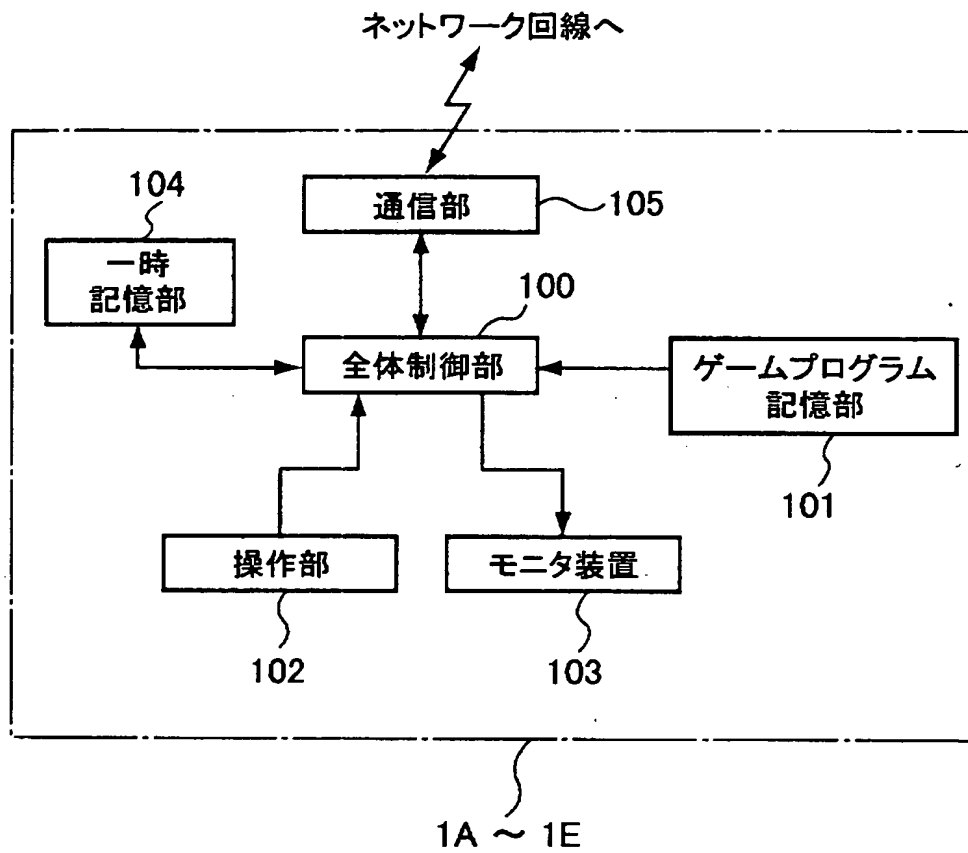 ネットワーク回線へ
104
通信部
105
一時
記憶部
100
全体制御部
ゲームプログラム
記憶部
101
操作部
モニタ装置
102
103
1A ～ 1E